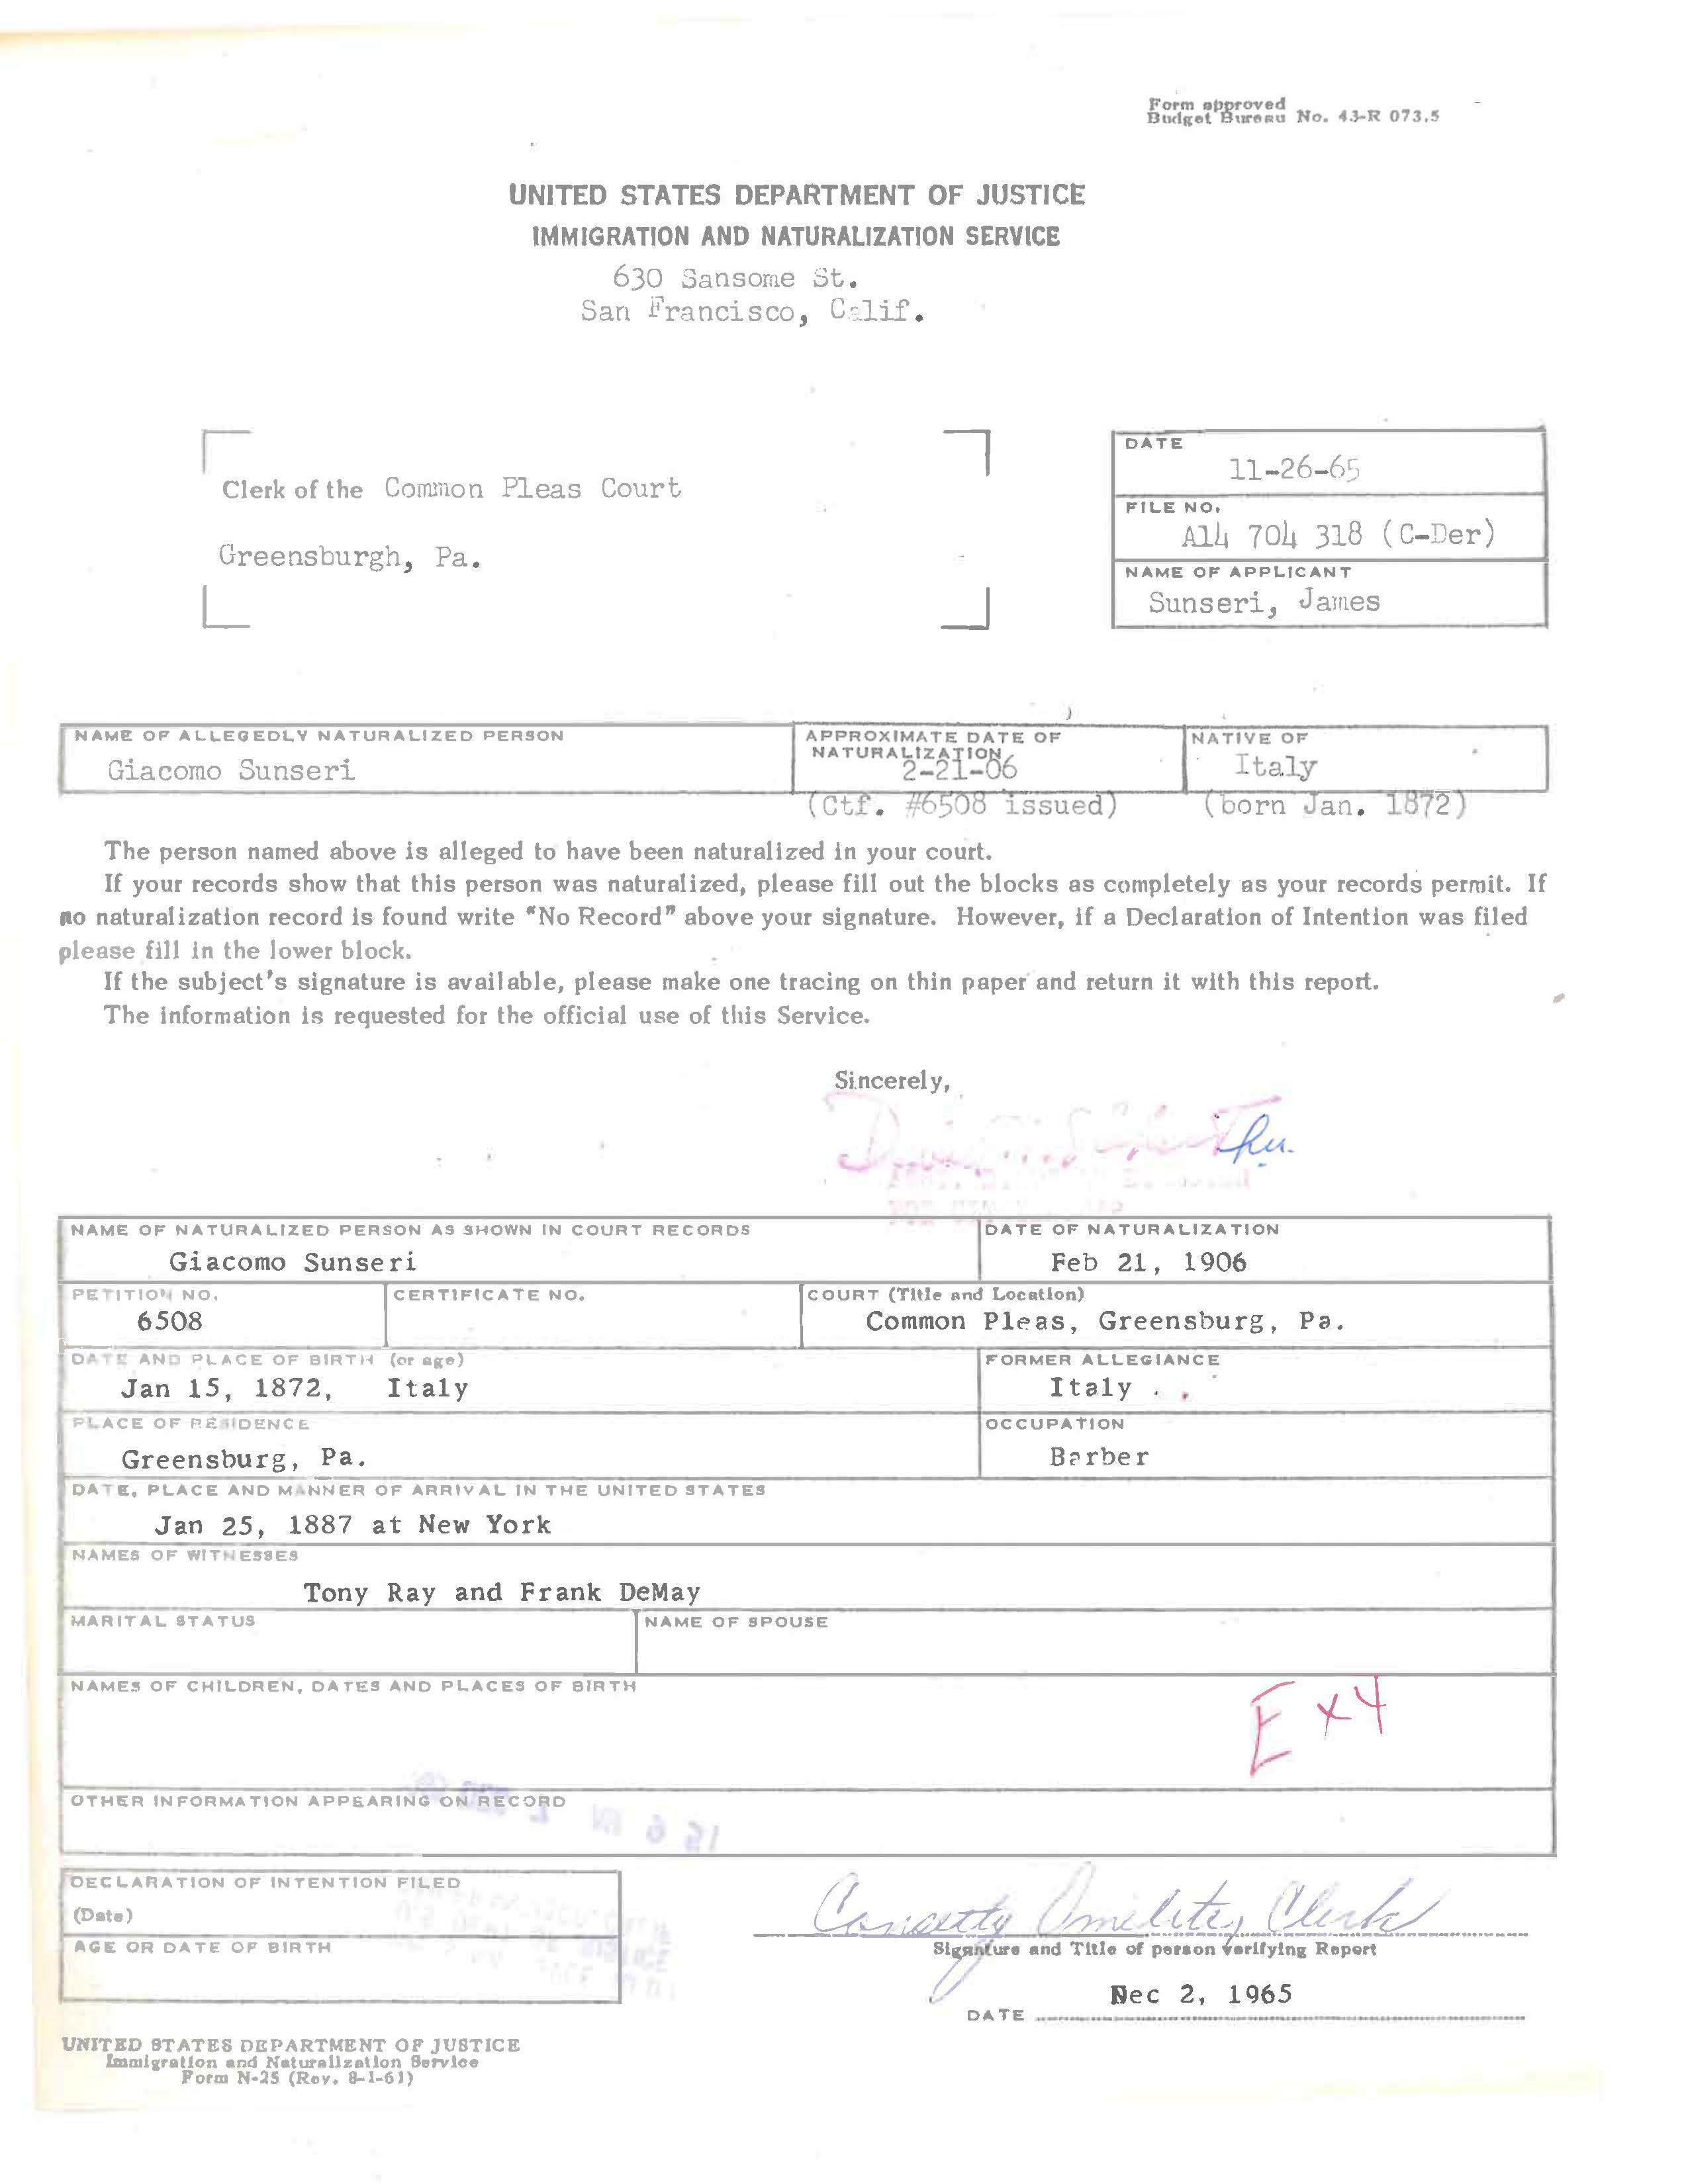 Form approved
Budget Bureau No. 43-R 073.5
UNITED STATES DEPARTMENT OF JUSTICE
IMMIGRATION AND NATURALIZATION SERVICE
630 Sansome St.
San Francisco, Calif.
Clerk of the Common Pleas Court
Greensburgh, Pa.
DATE
11-26-65
FILE NO.
A14 704 318 (C-Der)
NAME OF APPLICANT
Sunseri, James
NAME OF ALLEGEDLY NATURALIZED PERSON
Giacomo Sunseri
APPROXIMATE DATE OF
NATURALIZATION
2-21-06
(Ctf. #6508 issued)
NATIVE OF
Italy
(born Jan. 1872)
The person named above is alleged to have been naturalized in your court.
If your records show that this person was naturalized, please fill out the blocks as completely as your records permit. If
no naturalization record is found write "No Record" above your signature. However, if a Declaration of Intention was filed
please fill in the lower block.
If the subject's signature is available, please make one tracing on thin paper and return it with this report.
The information is requested for the official use of this Service.
Sincerely,
NAME OF NATURALIZED PERSON AS SHOWN IN COURT RECORDS
Giacomo Sunseri
DATE OF NATURALIZATION
Feb 21, 1906
PETITION NO.
6508
CERTIFICATE NO.
COURT (Title and Location)
Common Pleas, Greensburg, Pa.
DATE AND PLACE OF BIRTH (or age)
Jan 15, 1872, Italy
FORMER ALLEGIANCE
Italy
PLACE OF RESIDENCE
Greensburg, Pa.
OCCUPATION
Barber
DATE, PLACE AND MANNER OF ARRIVAL IN THE UNITED STATES
Jan 25, 1887 at New York
NAMES OF WITNESSES
Tony Ray and Frank DeMay
MARITAL STATUS
NAME OF SPOUSE
NAMES OF CHILDREN, DATES AND PLACES OF BIRTH
Ex4
OTHER INFORMATION APPEARING ON RECORD
DECLARATION OF INTENTION FILED
(Date)
AGE OR DATE OF BIRTH
Clerk
Signature and Title of person verifying Report
Dec 2, 1965
DATE
UNITED STATES DEPARTMENT OF JUSTICE
Immigration and Naturalization Service
Form N-25 (Rev. 8-1-61)